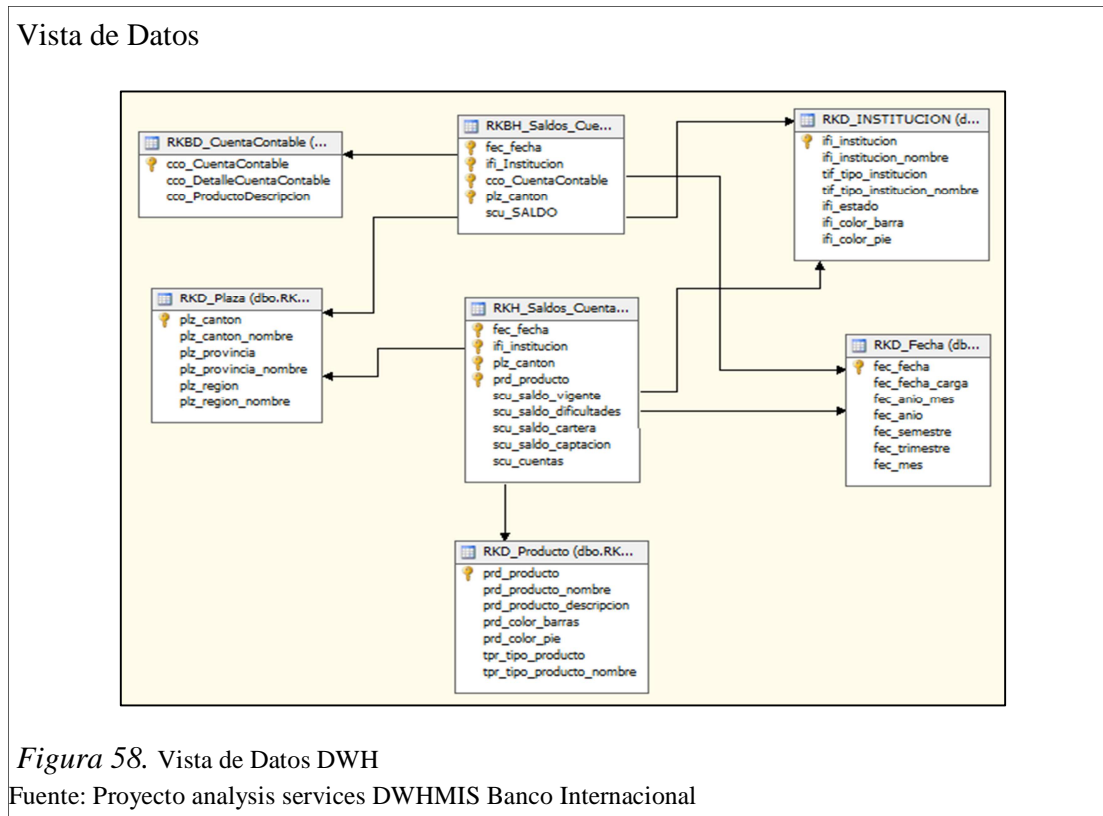 Vista de Datos
RKBD_CuentaContable (...
cco_CuentaContable
cco_DetalleCuentaContable
cco_ProductoDescripcion
RKBH_Saldos_Cue...
fec_fecha
ifi_Institucion
cco_CuentaContable
plz_canton
scu_SALDO
RKD_INSTITUCION (d...
ifi_institucion
ifi_institucion_nombre
tif_tipo_institucion
tif_tipo_institucion_nombre
ifi_estado
ifi_color_barra
ifi_color_pie
RKD_Plaza (dbo.RK...
plz_canton
plz_canton_nombre
plz_provincia
plz_provincia_nombre
plz_region
plz_region_nombre
RKH_Saldos_Cuenta...
fec_fecha
ifi_institucion
plz_canton
prd_producto
scu_saldo_vigente
scu_saldo_dificultades
scu_saldo_cartera
scu_saldo_captacion
scu_cuentas
RKD_Fecha (db...
fec_fecha
fec_fecha_carga
fec_anio_mes
fec_anio
fec_semestre
fec_trimestre
fec_mes
RKD_Producto (dbo.RK...
prd_producto
prd_producto_nombre
prd_producto_descripcion
prd_color_barras
prd_color_pie
tpr_tipo_producto
tpr_tipo_producto_nombre
Figura 58. Vista de Datos DWH
Fuente: Proyecto analysis services DWHMIS Banco Internacional